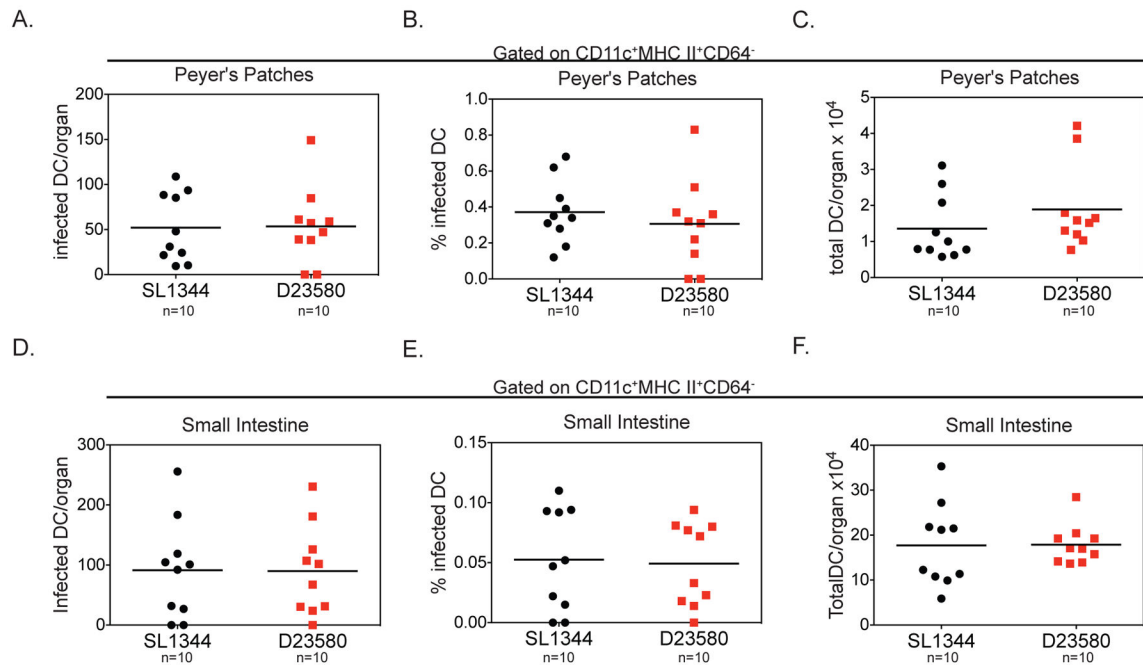 A.
B.
C.
Gated on CD11c⁺MHC II⁺CD64⁻
Peyer's Patches
infected DC/organ
200
150
100
50
0
SL1344
D23580
n=10
n=10
Peyer's Patches
% infected DC
1.0
0.8
0.6
0.4
0.2
0.0
SL1344
D23580
n=10
n=10
Peyer's Patches
total DC/organ x 10⁴
5
4
3
2
1
0
SL1344
D23580
n=10
n=10
D.
E.
F.
Gated on CD11c⁺MHC II⁺CD64⁻
Small Intestine
Infected DC/organ
300
200
100
0
SL1344
D23580
n=10
n=10
Small Intestine
% infected DC
0.15
0.10
0.05
0.00
SL1344
D23580
n=10
n=10
Small Intestine
TotalDC/organ x10⁴
40
30
20
10
0
SL1344
D23580
n=10
n=10